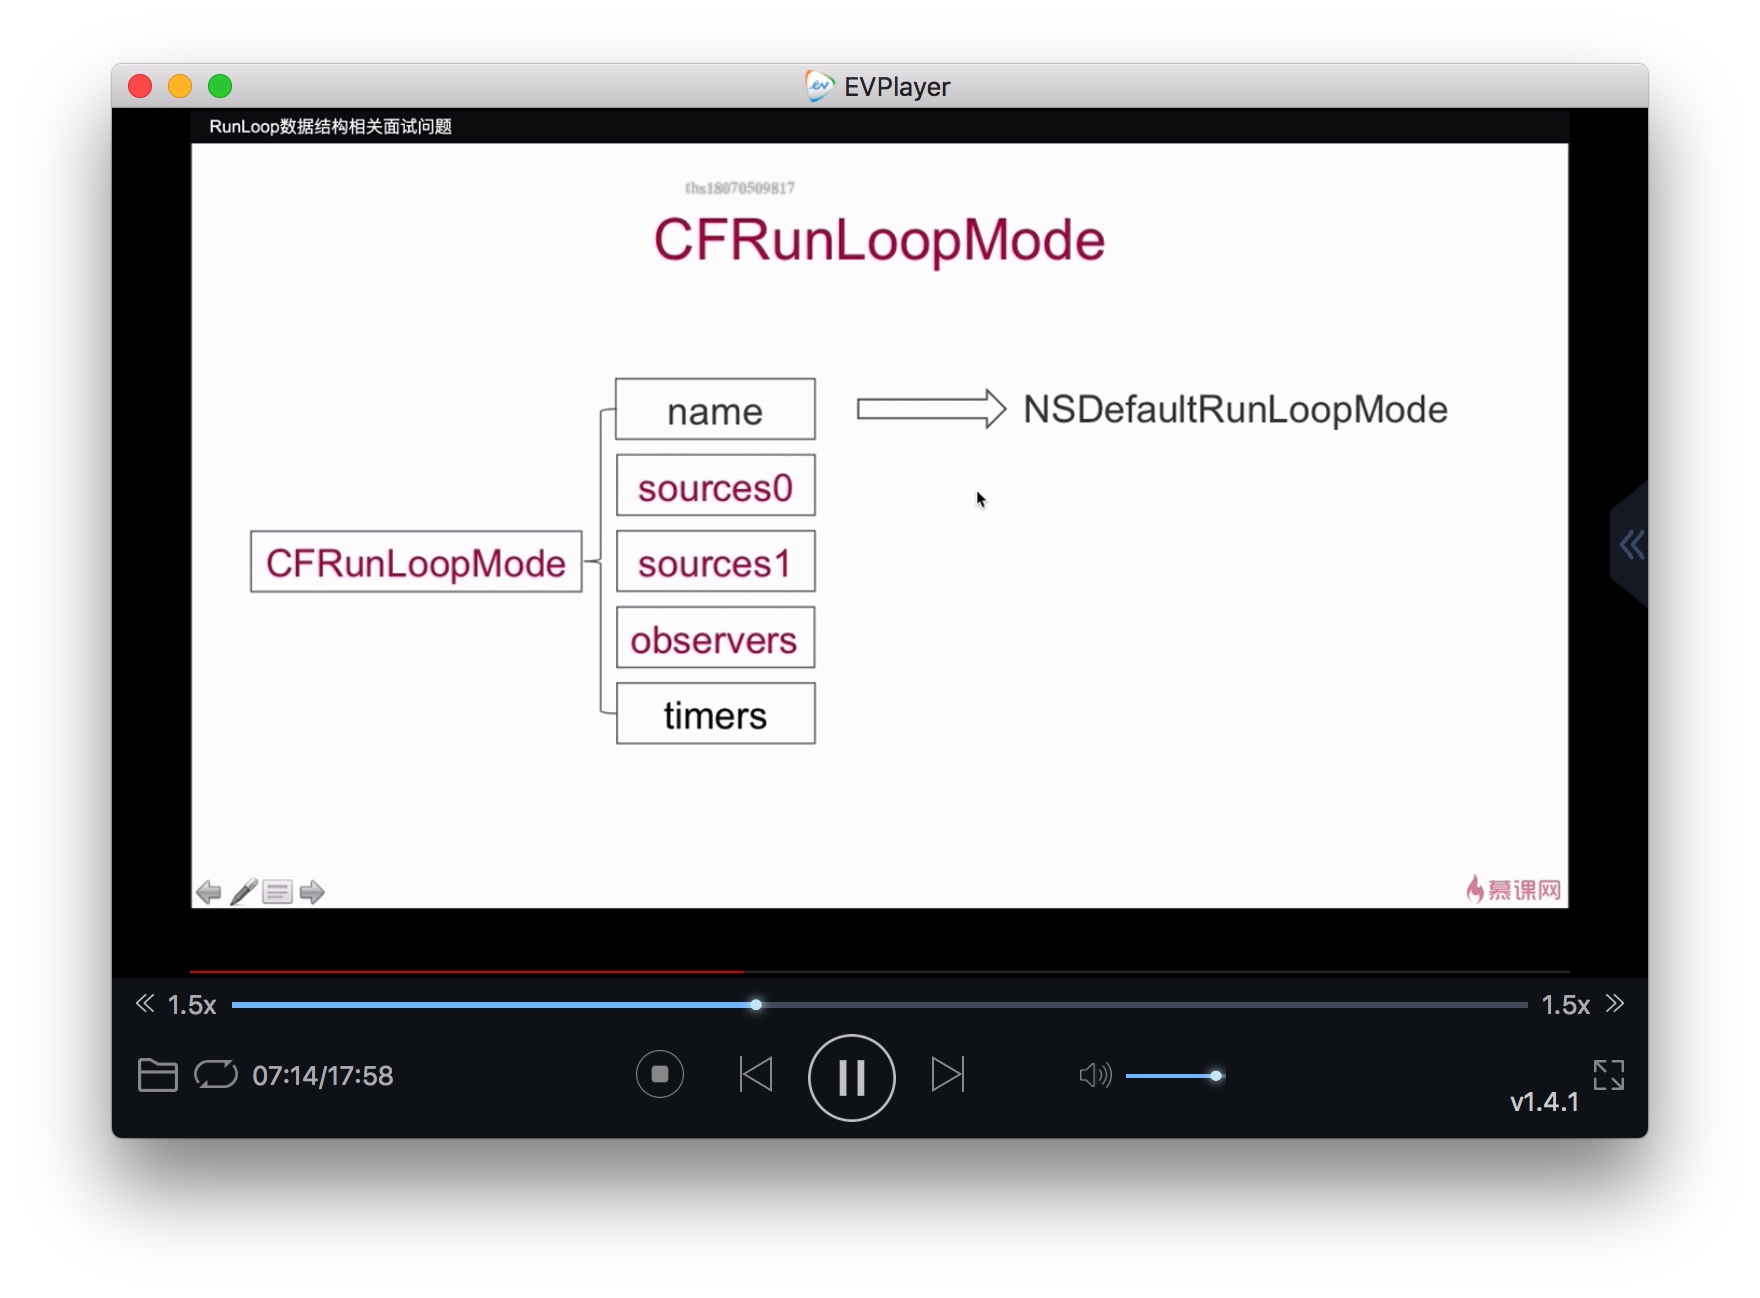 EVPlayer
RunLoop数据结构相关面试问题
ths18070509817
CFRunLoopMode
name
NSDefaultRunLoopMode
sources0
CFRunLoopMode
sources1
observers
timers
慕课网
1.5x
1.5x
07:14/17:58
v1.4.1